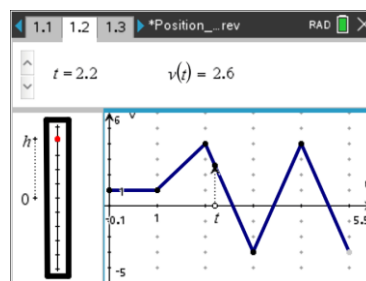 1.1 1.2 1.3 *Position_...rev RAD
t = 2.2 v(t) = 2.6
6 v
h
0
1
-0.1 1 t 5.5
-5